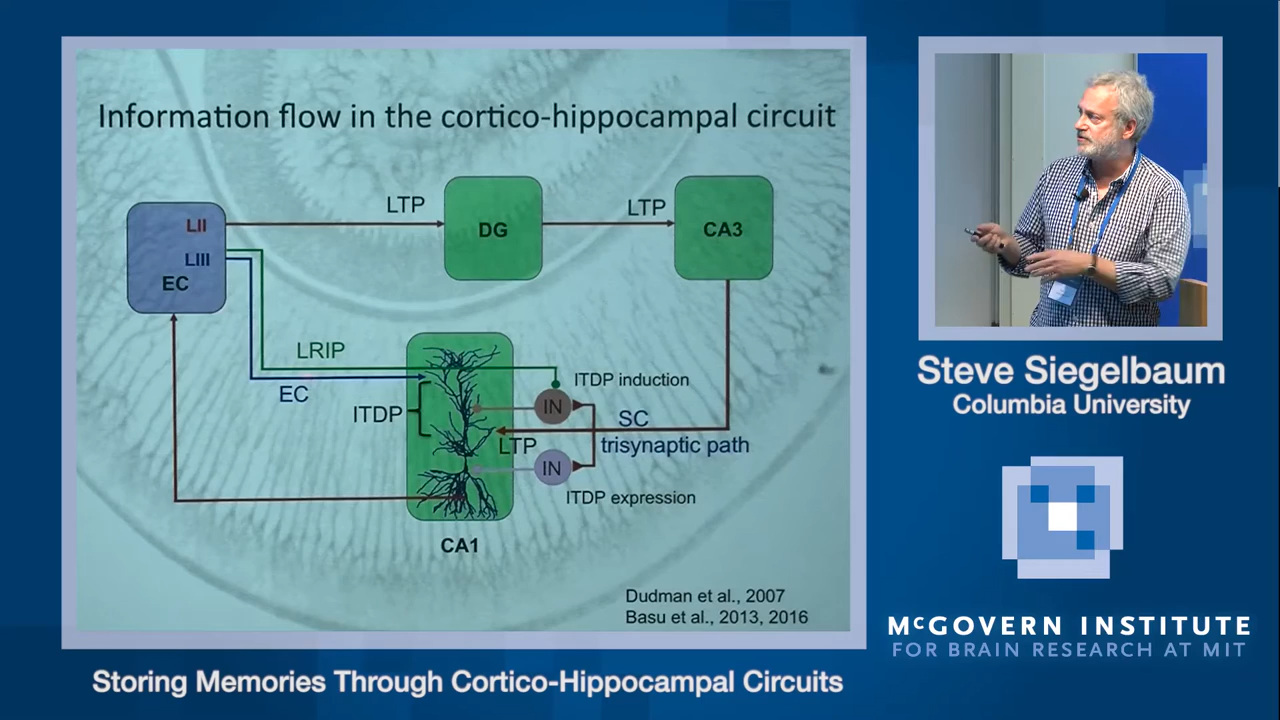 Information flow in the cortico-hippocampal circuit
LTP
LTP
LII
DG
CA3
LIII
EC
LRIP
ITDP induction
EC
ITDP
IN
SC
LTP
trisynaptic path
IN
ITDP expression
CA1
Dudman et al., 2007
Basu et al., 2013, 2016
Storing Memories Through Cortico-Hippocampal Circuits
Steve Siegelbaum
Columbia University
McGOVERN INSTITUTE
FOR BRAIN RESEARCH AT MIT